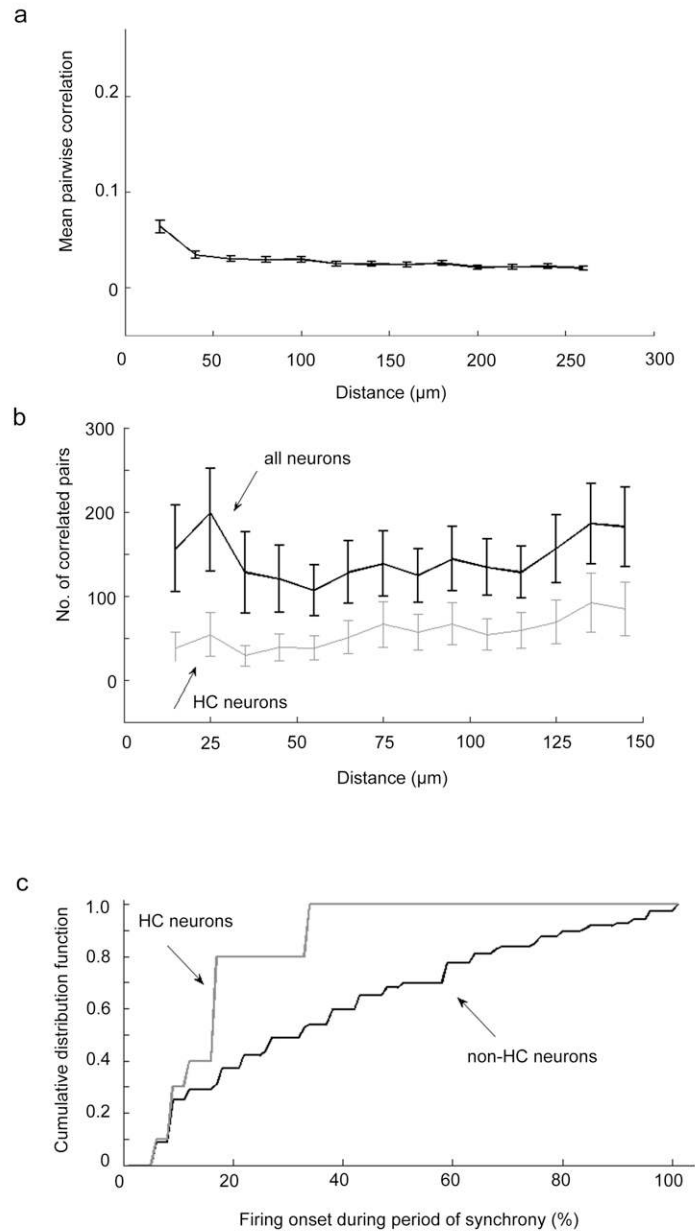 a
0.2
0.1
0
Mean pairwise correlation
0 50 100 150 200 250 300
Distance (µm)
b
300
200
100
0
No. of correlated pairs
all neurons
HC neurons
0 25 50 75 100 125 150
Distance (µm)
c
1.0
0.8
0.6
0.4
0.2
0
Cumulative distribution function
HC neurons
non-HC neurons
0 20 40 60 80 100
Firing onset during period of synchrony (%)